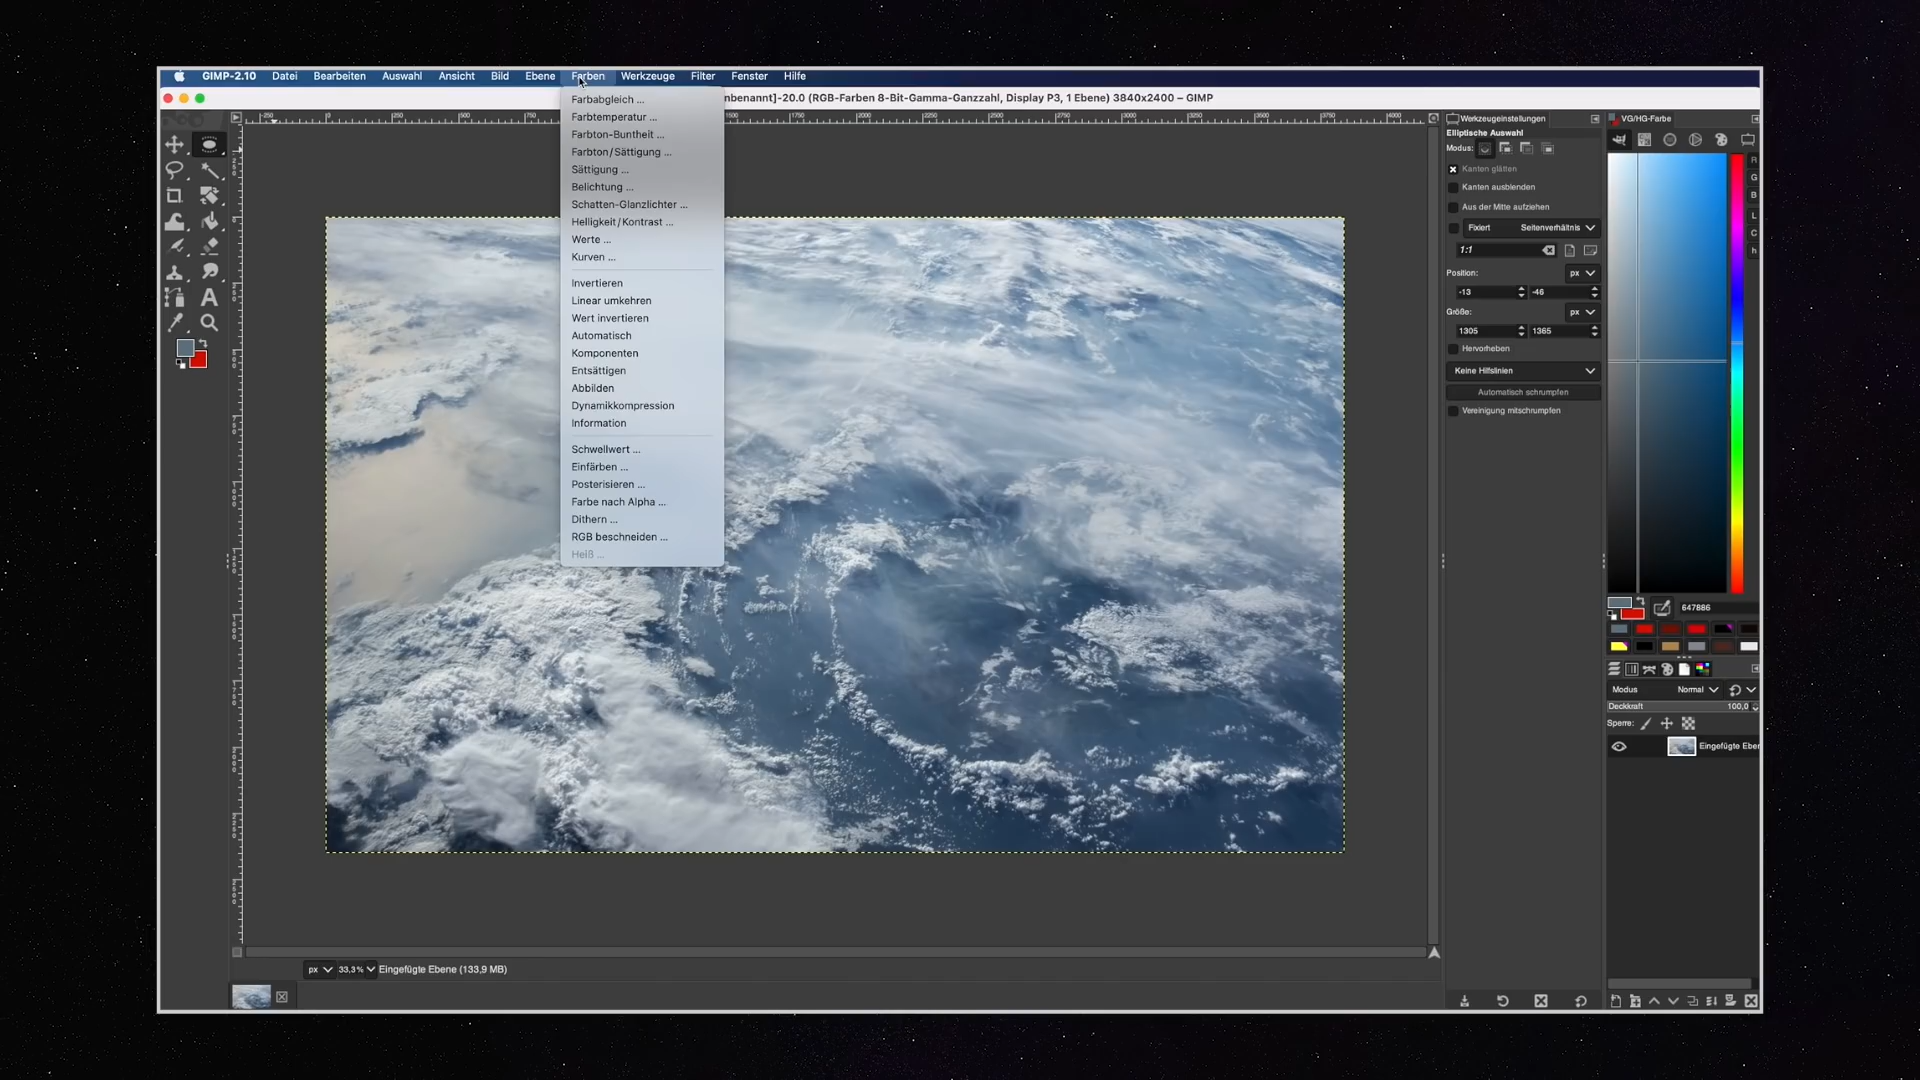 GIMP-2.10 Datei Bearbeiten Auswahl Ansicht Bild Ebene Farben Werkzeuge Filter Fenster Hilfe
nbenannt]-20.0 (RGB-Farben 8-Bit-Gamma-Ganzzahl, Display P3, 1 Ebene) 3840x2400 – GIMP
Farbabgleich ...
Farbtemperatur ...
Farbton-Buntheit ...
Farbton/Sättigung ...
Sättigung ...
Belichtung ...
Schatten-Glanzlichter ...
Helligkeit/Kontrast ...
Werte ...
Kurven ...
Invertieren
Linear umkehren
Wert invertieren
Automatisch
Komponenten
Entsättigen
Abbilden
Dynamikkompression
Information
Schwellwert ...
Einfärben ...
Posterisieren ...
Farbe nach Alpha ...
Dithern ...
RGB beschneiden ...
Heiß ...
Werkzeugeinstellungen
Elliptische Auswahl
Modus:
Kanten glätten
Kanten ausblenden
Aus der Mitte aufziehen
Fixiert Seitenverhältnis
1:1
Position: px
-13 -46
Größe: px
1305 1365
Hervorheben
Keine Hilfslinien
Automatisch schrumpfen
Vereinigung mitschrumpfen
VG/HG-Farbe
R
G
B
L
C
h
647886
Modus Normal
Deckkraft 100,0
Sperre:
Eingefügte Eber
px 33,3% Eingefügte Ebene (133,9 MB)